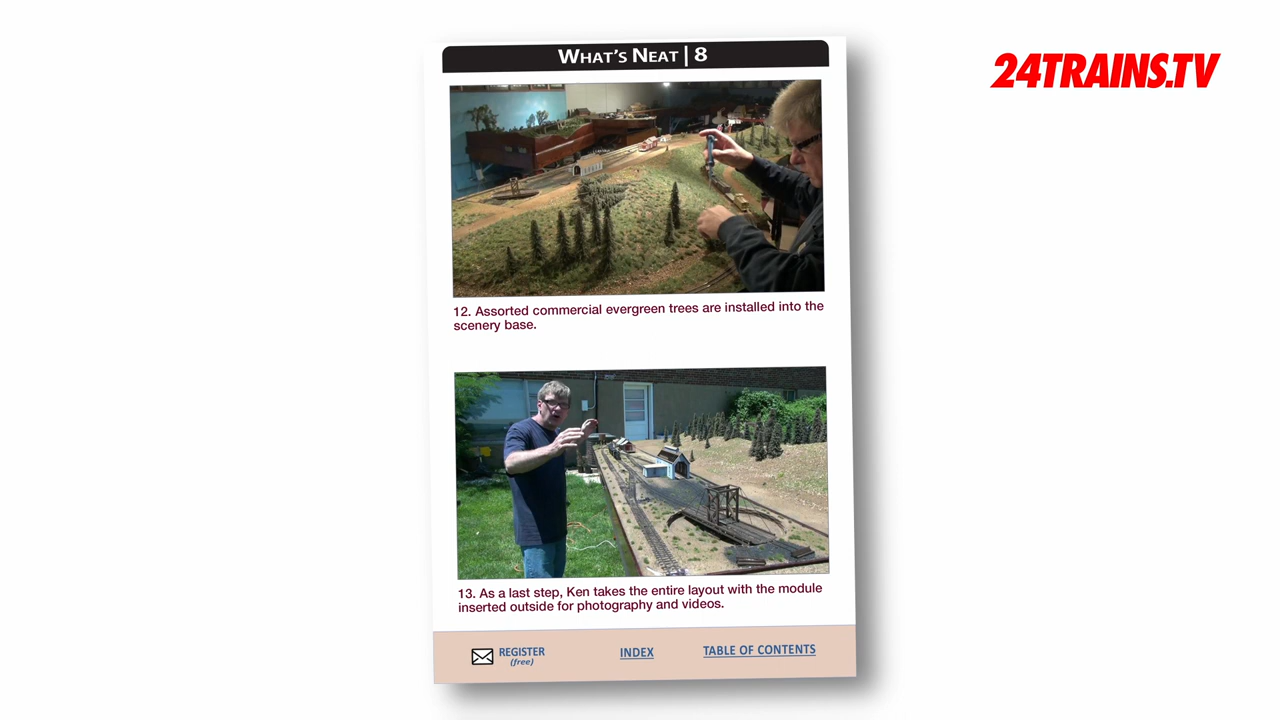 WHAT'S NEAT | 8
24TRAINS.TV
12. Assorted commercial evergreen trees are installed into the
scenery base.
13. As a last step, Ken takes the entire layout with the module
inserted outside for photography and videos.
REGISTER
(free)
INDEX
TABLE OF CONTENTS